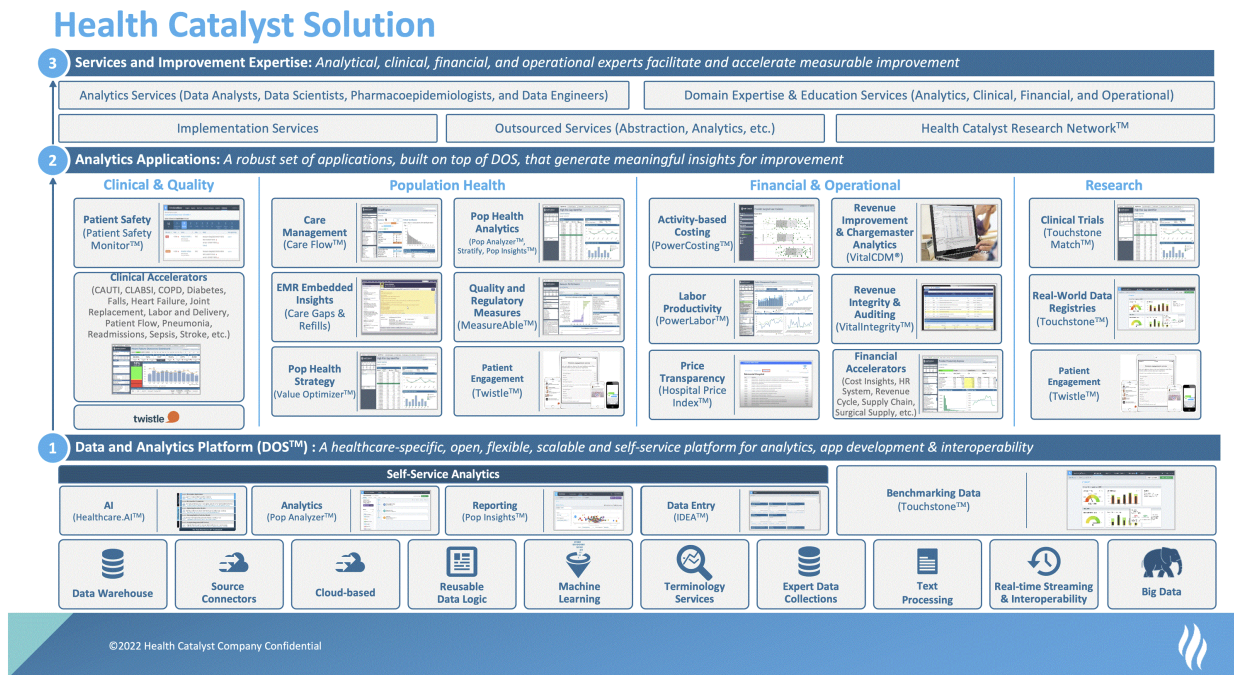 Health Catalyst Solution
3
Services and Improvement Expertise: Analytical, clinical, financial, and operational experts facilitate and accelerate measurable improvement
Analytics Services (Data Analysts, Data Scientists, Pharmacoepidemiologists, and Data Engineers)
Domain Expertise & Education Services (Analytics, Clinical, Financial, and Operational)
Implementation Services
Outsourced Services (Abstraction, Analytics, etc.)
Health Catalyst Research Network™
2
Analytics Applications: A robust set of applications, built on top of DOS, that generate meaningful insights for improvement
Clinical & Quality
Patient Safety
(Patient Safety
Monitor™)
Clinical Accelerators
(CAUTI, CLABSI, COPD, Diabetes,
Falls, Heart Failure, Joint
Replacement, Labor and Delivery,
Patient Flow, Pneumonia,
Readmissions, Sepsis, Stroke, etc.)
twistle
Population Health
Care
Management
(Care Flow™)
Pop Health
Analytics
(Pop Analyzer™,
Stratify, Pop Insights™)
EMR Embedded
Insights
(Care Gaps &
Refills)
Quality and
Regulatory
Measures
(MeasureAble™)
Pop Health
Strategy
(Value Optimizer™)
Patient
Engagement
(Twistle™)
Financial & Operational
Activity-based
Costing
(PowerCosting™)
Revenue
Improvement
& Chargemaster
Analytics
(VitalCDM®)
Labor
Productivity
(PowerLabor™)
Revenue
Integrity &
Auditing
(VitalIntegrity™)
Price
Transparency
(Hospital Price
Index™)
Financial
Accelerators
(Cost Insights, HR
System, Revenue
Cycle, Supply Chain,
Surgical Supply, etc.)
Research
Clinical Trials
(Touchstone
Match™)
Real-World Data
Registries
(Touchstone™)
Patient
Engagement
(Twistle™)
1
Data and Analytics Platform (DOS™) : A healthcare-specific, open, flexible, scalable and self-service platform for analytics, app development & interoperability
Self-Service Analytics
AI
(Healthcare.AI™)
Analytics
(Pop Analyzer™)
Reporting
(Pop Insights™)
Data Entry
(IDEA™)
Benchmarking Data
(Touchstone™)
Data Warehouse
Source
Connectors
Cloud-based
Reusable
Data Logic
Machine
Learning
Terminology
Services
Expert Data
Collections
Text
Processing
Real-time Streaming
& Interoperability
Big Data
©2022 Health Catalyst Company Confidential